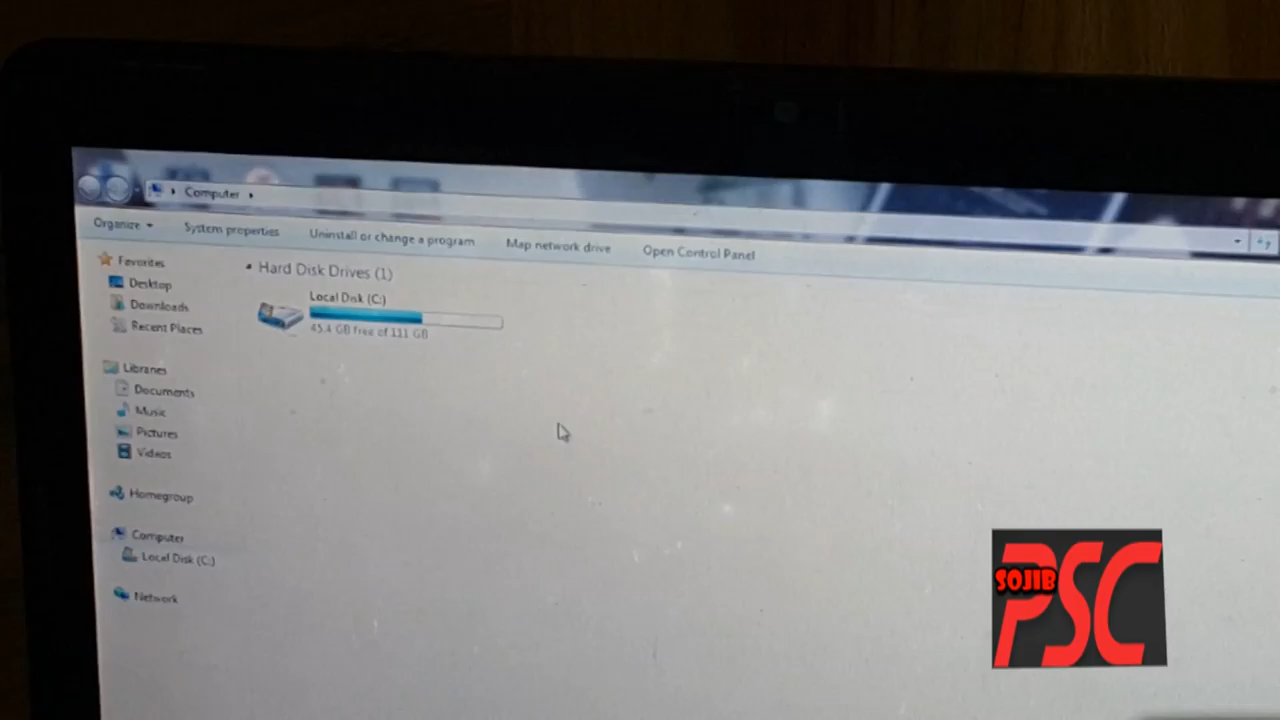 Computer
Organize
System properties
Uninstall or change a program
Map network drive
Open Control Panel
Favorites
Desktop
Downloads
Recent Places
Libraries
Documents
Music
Pictures
Videos
Homegroup
Computer
Local Disk (C:)
Network
Hard Disk Drives (1)
Local Disk (C:)
45.4 GB free of 111 GB
SOJIB
PSC